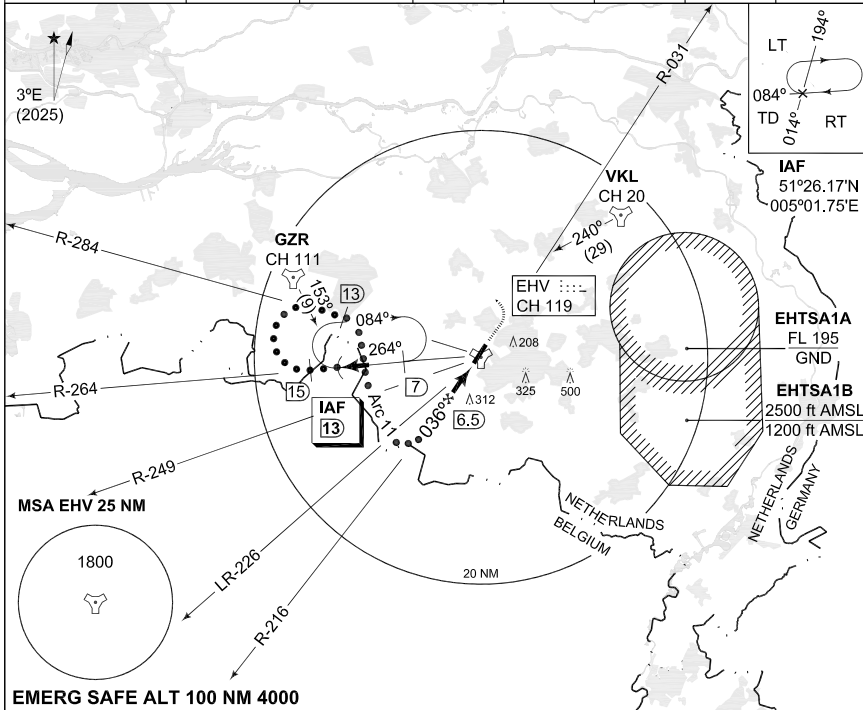 3ºE
(2025)
R-031
LT
194º
084º
TD
014º
RT
IAF
51º26.17'N
005º01.75'E
VKL
CH 20
240º
(29)
R-284
GZR
CH 111
153º
(9)
13
084º
EHV
CH 119
264º
208
325
500
312
EHTSA1A
FL 195
GND
EHTSA1B
2500 ft AMSL
1200 ft AMSL
R-264
15
7
IAF
13
Arc 11
036º
6.5
R-249
MSA EHV 25 NM
1800
LR-226
R-216
NETHERLANDS
BELGIUM
NETHERLANDS
GERMANY
20 NM
EMERG SAFE ALT 100 NM 4000